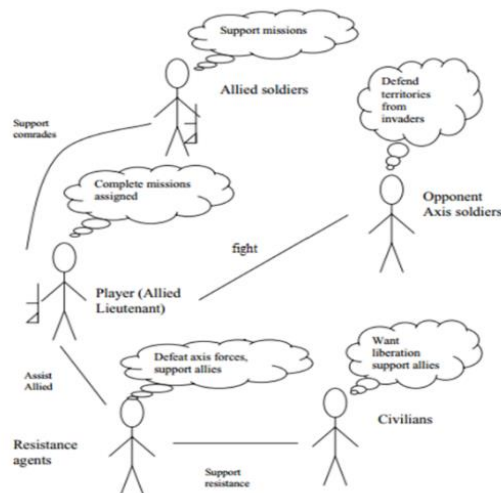 Support missions
Allied soldiers
Defend
territories
from
invaders
Support
comrades
Complete missions
assigned
Opponent
Axis soldiers
fight
Player (Allied
Lieutenant)
Defeat axis forces,
support allies
Want
liberation
support allies
Assist
Allied
Civilians
Resistance
agents
Support
resistance